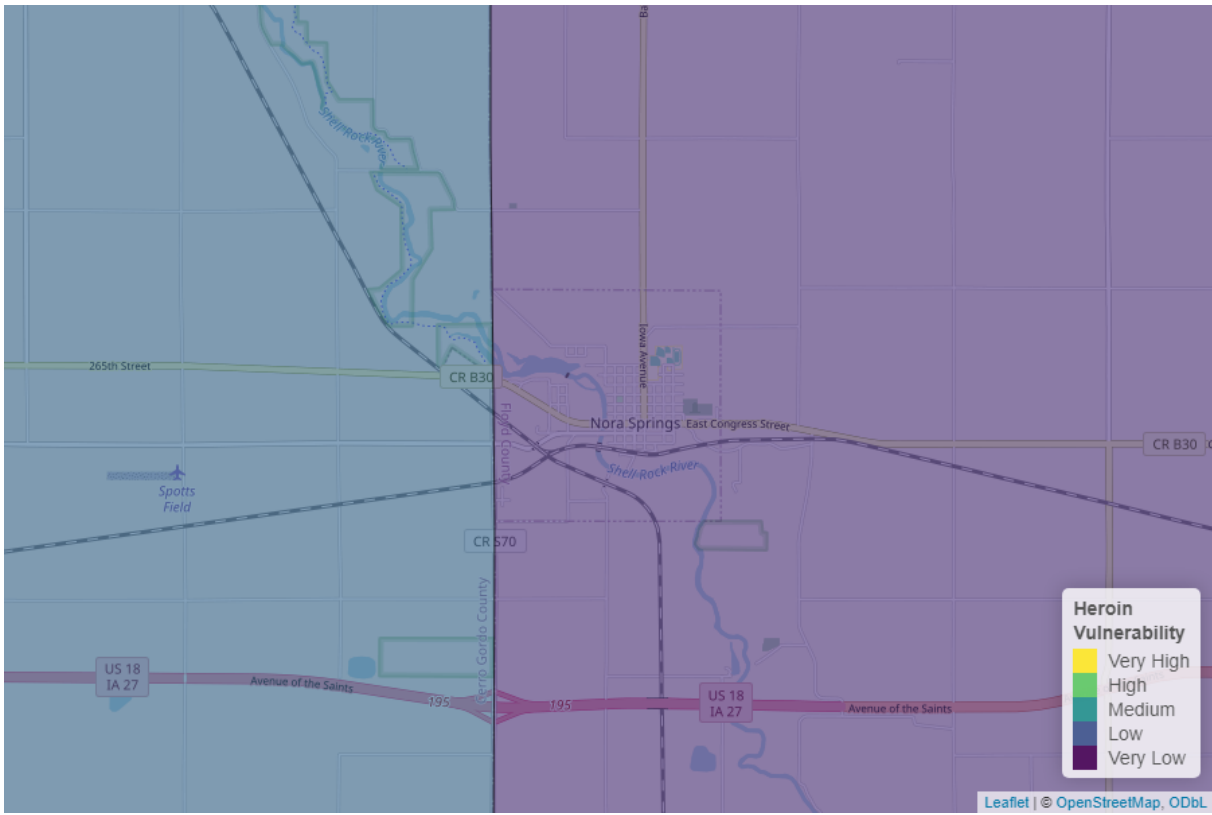 Shell Rock River
Iowa Avenue
265th Street
CR B30
Nora Springs
East Congress Street
CR B30
Floyd County
Shell Rock River
Spotts
Field
CR S70
Cerro Gordo County
US 18
IA 27
Avenue of the Saints
195
195
US 18
IA 27
Avenue of the Saints
Heroin
Vulnerability
Very High
High
Medium
Low
Very Low
Leaflet | © OpenStreetMap, ODbL